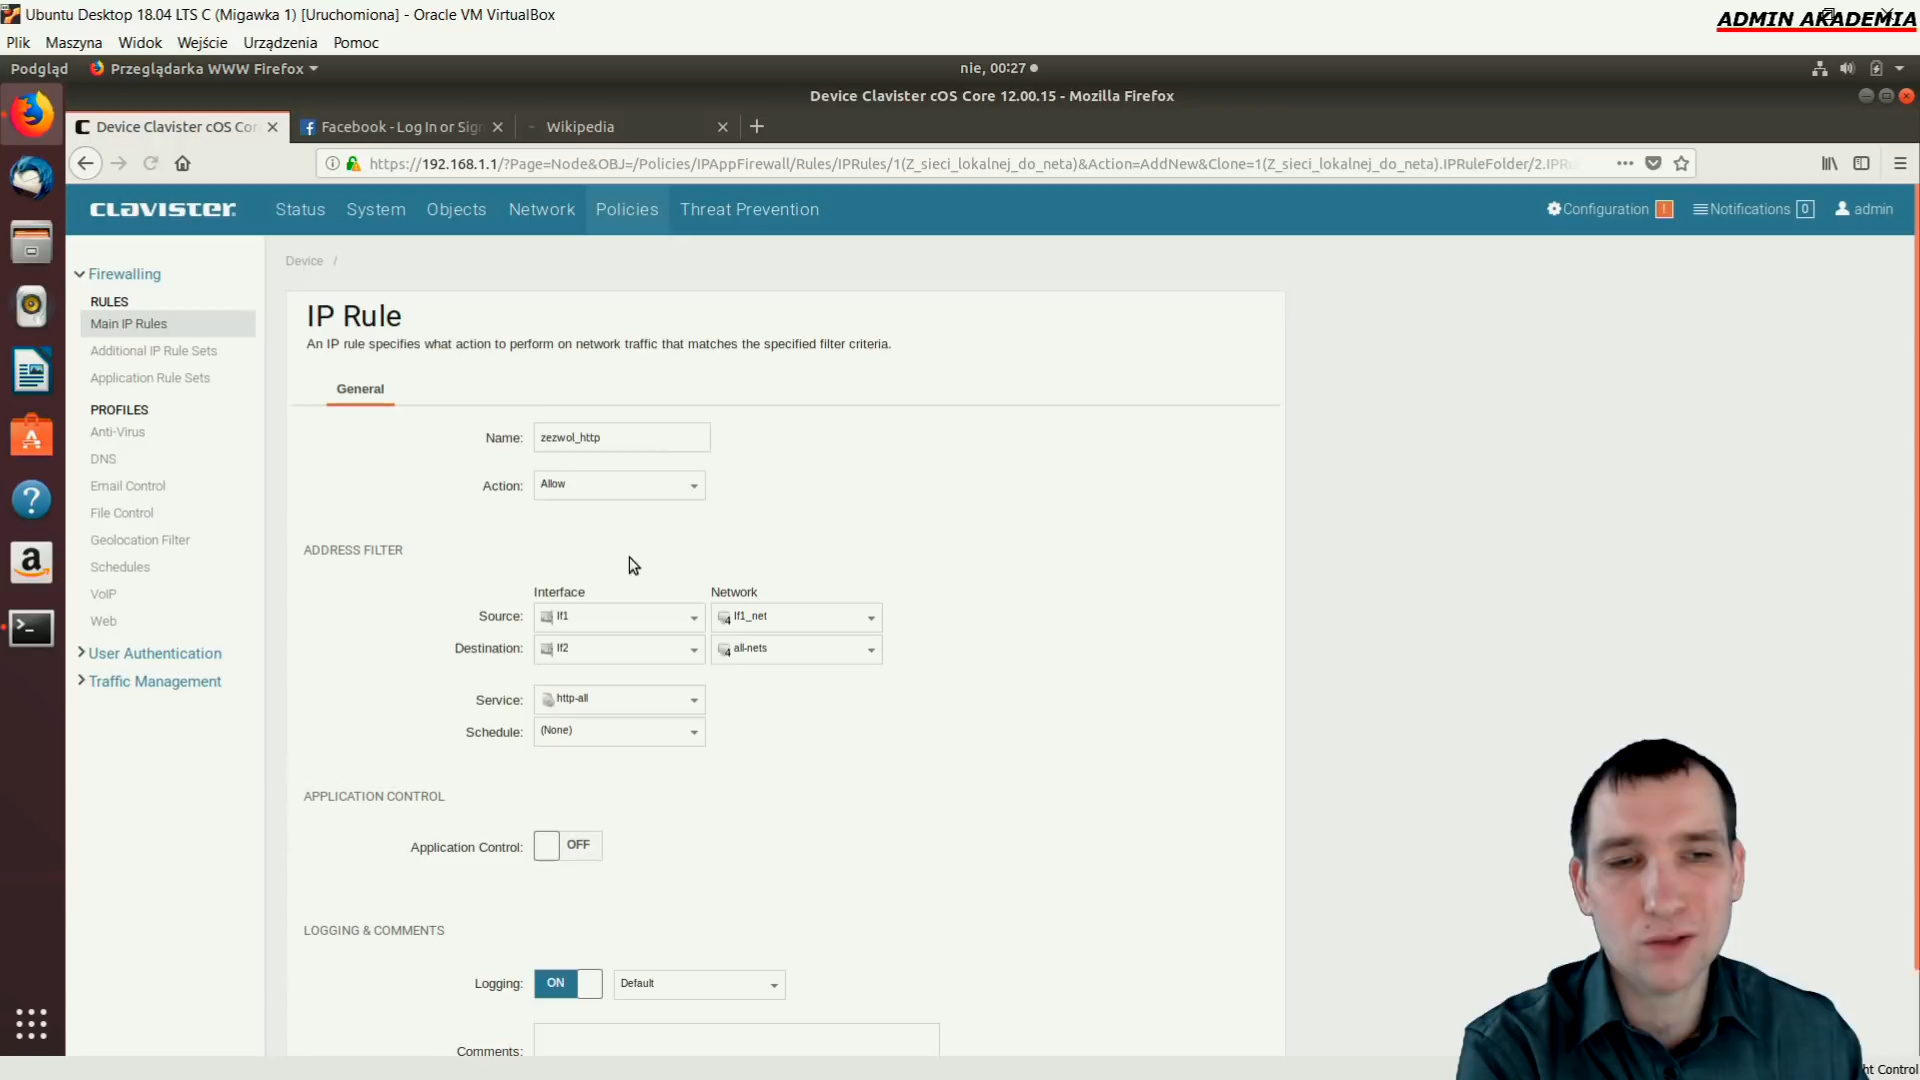 Ubuntu Desktop 18.04 LTS C (Migawka 1) [Uruchomiona] - Oracle VM VirtualBox
ADMIN AKADEMIA
Plik Maszyna Widok Wejście Urządzenia Pomoc
Podgląd Przeglądarka WWW Firefox nie, 00:27
Device Clavister cOS Core 12.00.15 - Mozilla Firefox
Device Clavister cOS Cor Facebook - Log In or Sign Wikipedia
https://192.168.1.1/?Page=Node&OBJ=/Policies/IPAppFirewall/Rules/IPRules/1(Z_sieci_lokalnej_do_neta)&Action=AddNew&Clone=1(Z_sieci_lokalnej_do_neta).IPRuleFolder/2.IPRu
CLAVISTER Status System Objects Network Policies Threat Prevention Configuration ! Notifications 0 admin
Firewalling
RULES
Main IP Rules
Additional IP Rule Sets
Application Rule Sets
PROFILES
Anti-Virus
DNS
Email Control
File Control
Geolocation Filter
Schedules
VoIP
Web
User Authentication
Traffic Management
Device /
IP Rule
An IP rule specifies what action to perform on network traffic that matches the specified filter criteria.
General
Name: zezwol_http
Action: Allow
ADDRESS FILTER
Interface Network
Source: If1 If1_net
Destination: If2 all-nets
Service: http-all
Schedule: (None)
APPLICATION CONTROL
Application Control: OFF
LOGGING & COMMENTS
Logging: ON Default
Comments:
ht Control